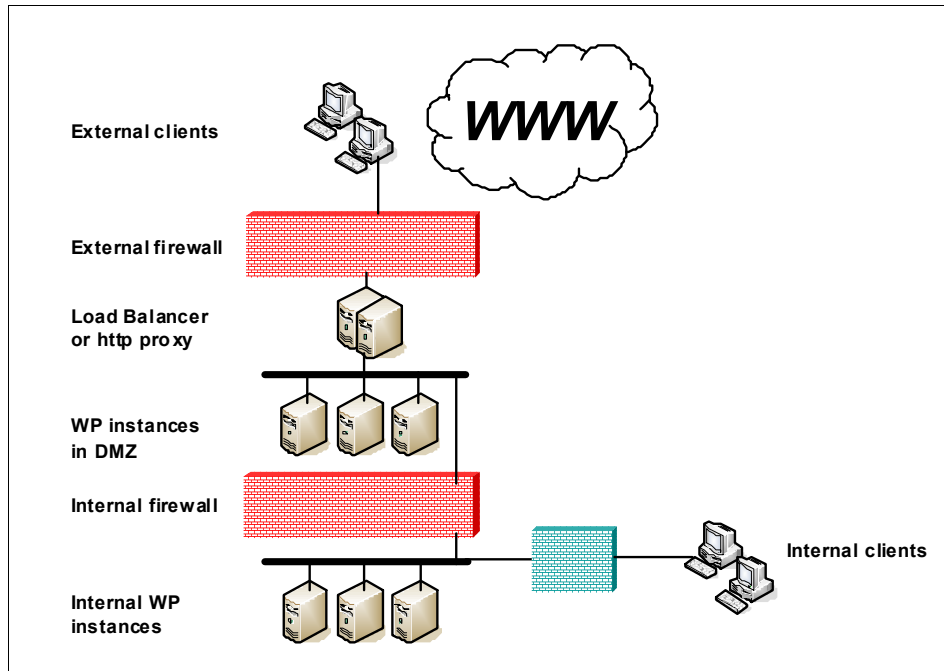 WWW
External clients
External firewall
Load Balancer
or http proxy
WP instances
in DMZ
Internal firewall
Internal clients
Internal WP
instances